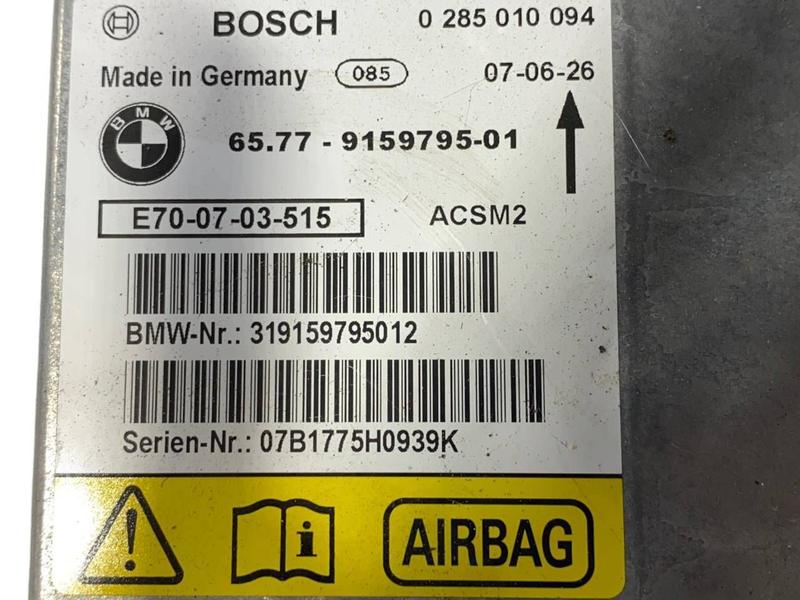 BOSCH 0 285 010 094
Made in Germany 085 07-06-26
BMW 65.77 - 9159795-01
E70-07-03-515 ACSM2
BMW-Nr.: 319159795012
Serien-Nr.: 07B1775H0939K
! i AIRBAG